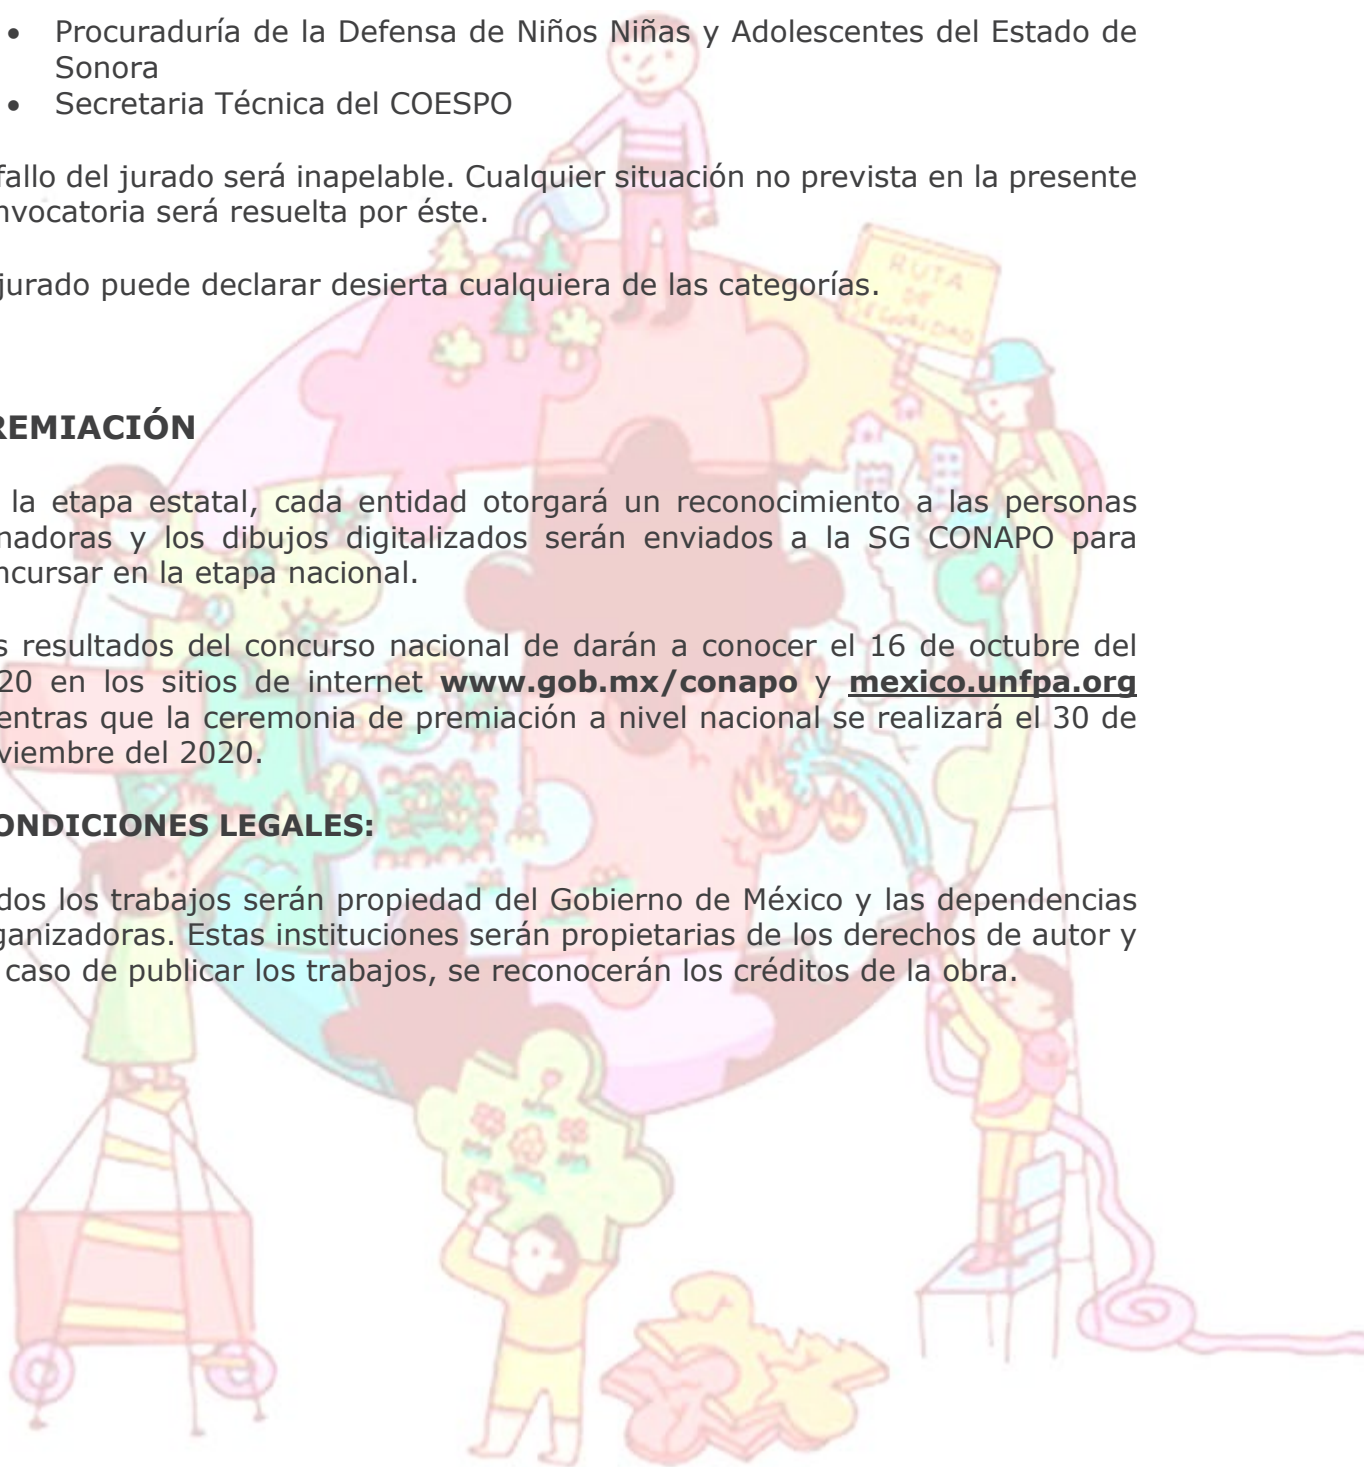 • Procuraduría de la Defensa de Niños Niñas y Adolescentes del Estado de
Sonora
• Secretaria Técnica del COESPO
fallo del jurado será inapelable. Cualquier situación no prevista en la presente
nvocatoria será resuelta por éste.
jurado puede declarar desierta cualquiera de las categorías.
RUTA
DE
SEGURIDAD
REMIACIÓN
la etapa estatal, cada entidad otorgará un reconocimiento a las personas
nadoras y los dibujos digitalizados serán enviados a la SG CONAPO para
ncursar en la etapa nacional.
s resultados del concurso nacional de darán a conocer el 16 de octubre del
20 en los sitios de internet www.gob.mx/conapo y mexico.unfpa.org
entras que la ceremonia de premiación a nivel nacional se realizará el 30 de
viembre del 2020.
ONDICIONES LEGALES:
dos los trabajos serán propiedad del Gobierno de México y las dependencias
ganizadoras. Estas instituciones serán propietarias de los derechos de autor y
caso de publicar los trabajos, se reconocerán los créditos de la obra.